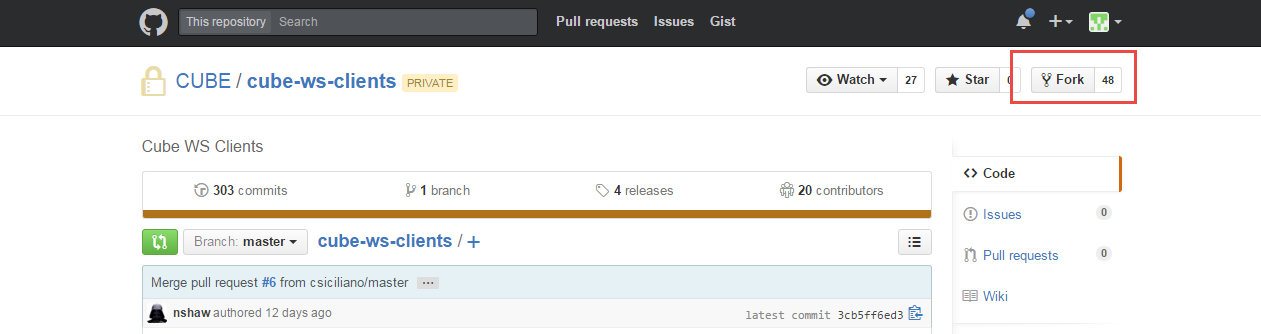 This repository Search Pull requests Issues Gist
CUBE / cube-ws-clients PRIVATE Watch 27 Star 0 Fork 48
Cube WS Clients
303 commits 1 branch 4 releases 20 contributors
Code
Issues 0
Branch: master cube-ws-clients / +
Pull requests 0
Merge pull request #6 from csiciliano/master ...
Wiki
nshaw authored 12 days ago latest commit 3cb5ff6ed3